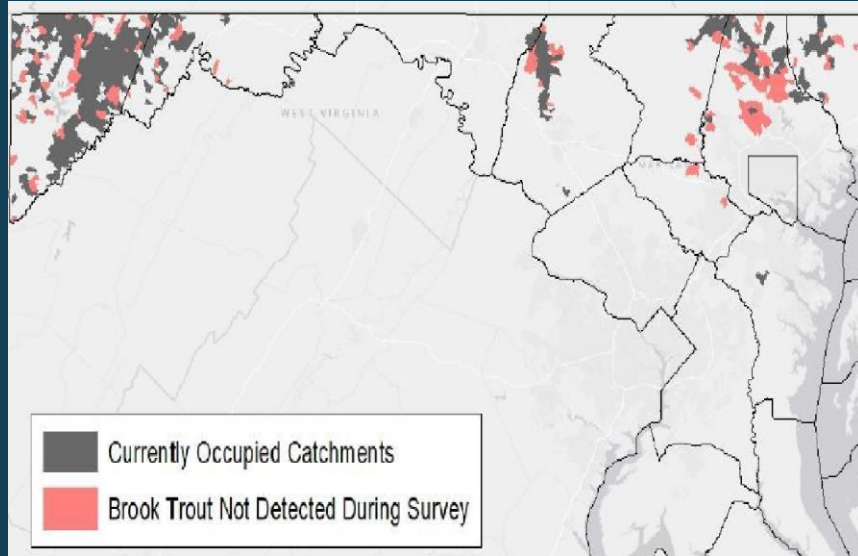 WEST VIRGINIA
Currently Occupied Catchments
Brook Trout Not Detected During Survey